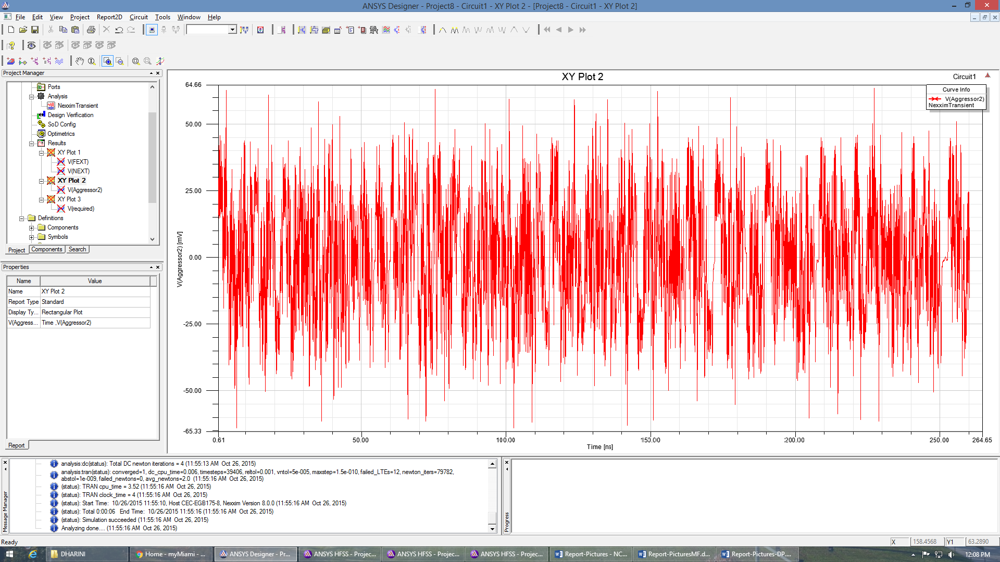 ANSYS Designer - Project8 - Circuit1 - XY Plot 2 - [Project8 - Circuit1 - XY Plot 2]
File Edit View Project Report2D Circuit Tools Window Help
Project Manager
Ports
Analysis
NexximTransient
Design Verification
SoD Config
Optimetrics
Results
XY Plot 1
V(FEXT)
V(NEXT)
XY Plot 2
V(Aggressor2)
XY Plot 3
V(required)
Definitions
Components
Symbols
Project Components Search
Properties
Name Value
Name XY Plot 2
Report Type Standard
Display Ty... Rectangular Plot
V(Aggress... Time ,V(Aggressor2)
Report
XY Plot 2
Circuit1
Curve Info
V(Aggressor2)
NexximTransient
64.66
50.00
25.00
0.00
-25.00
-50.00
-65.33
V(Aggressor2) [mV]
0.61 50.00 100.00 150.00 200.00 250.00 264.65
Time [ns]
Message Manager
analysis:dc(status): Total DC newton iterations = 4 (11:55:13 AM Oct 26, 2015)
analysis:tran(status): converged=1, dc_cpu_time=0.006, timesteps=39406, reltol=0.001, vntol=5e-005, maxstep=1.5e-010, failed_LTEs=12, newton_iters=79782,
abstol=1e-009, failed_newtons=0, avg_newtons=2.0 (11:55:16 AM Oct 26, 2015)
(status): TRAN cpu_time = 3.52 (11:55:16 AM Oct 26, 2015)
(status): TRAN clock_time = 4 (11:55:16 AM Oct 26, 2015)
(status): Start Time: 10/26/2015 11:55:10, Host CEC-EGB175-8, Nexxim Version 8.0.0 (11:55:16 AM Oct 26, 2015)
(status): Total 0:00:06 End Time: 10/26/2015 11:55:16 (11:55:16 AM Oct 26, 2015)
(status): Simulation succeeded (11:55:16 AM Oct 26, 2015)
Analyzing done.... (11:55:16 AM Oct 26, 2015)
Progress
Ready
X 158.4568 Y1 63.2890
DHARINI
Home - myMiami - ...
ANSYS Designer - Pr...
ANSYS HFSS - Projec...
ANSYS HFSS - Projec...
ANSYS HFSS - Projec...
Report-Pictures - NC...
Report-PicturesMF.d...
Report-Pictures-DP....
12:08 PM